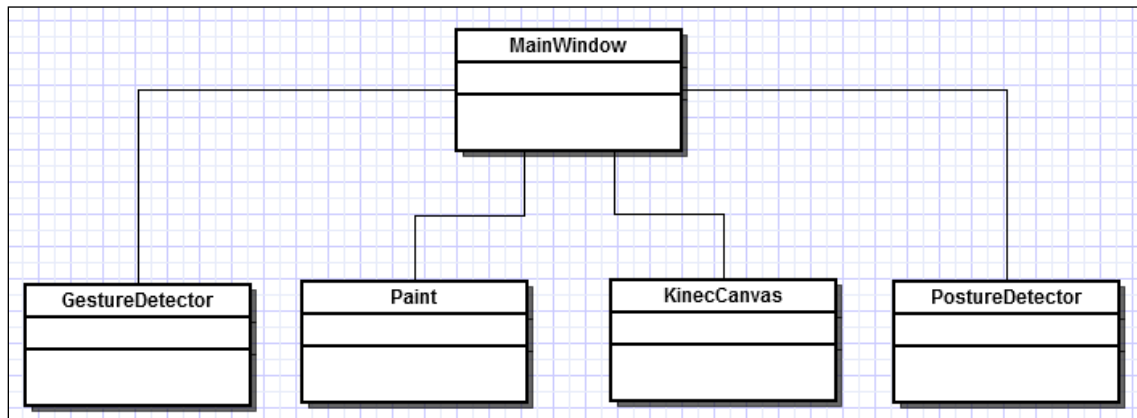 MainWindow
GestureDetector
Paint
KinecCanvas
PostureDetector